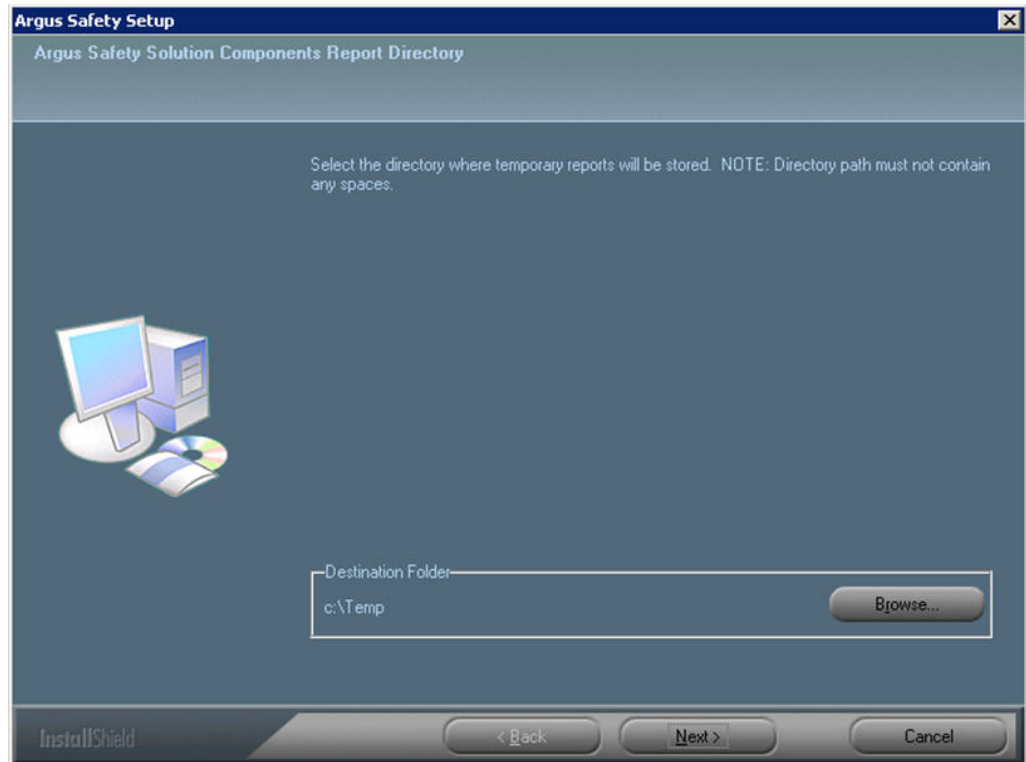 Argus Safety Setup
Argus Safety Solution Components Report Directory
Select the directory where temporary reports will be stored.  NOTE: Directory path must not contain
any spaces.
Destination Folder
c:\Temp
Browse...
InstallShield
< Back
Next >
Cancel